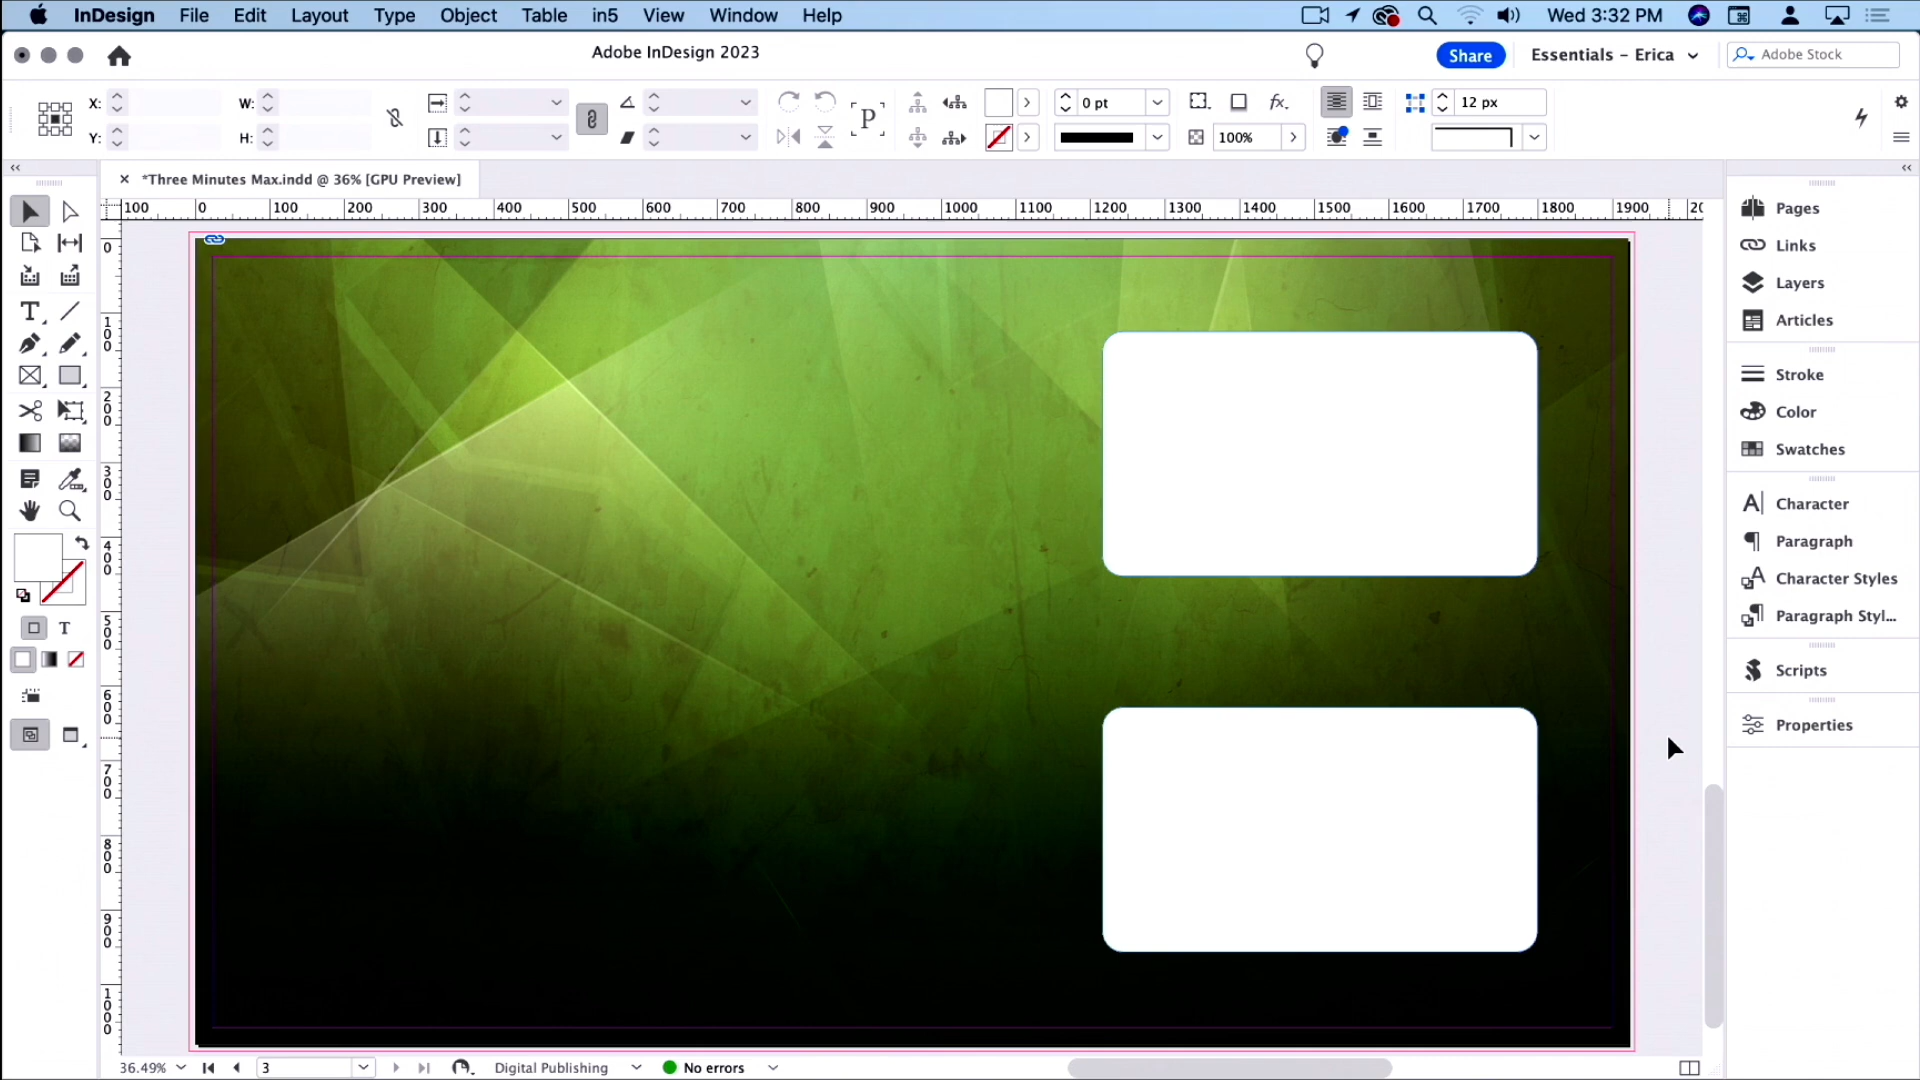 InDesign File Edit Layout Type Object Table in5 View Window Help Wed 3:32 PM
Adobe InDesign 2023
Share
Essentials - Erica
Adobe Stock
X: W: 0 pt fx. 12 px
Y: H: P 100%
*Three Minutes Max.indd @ 36% [GPU Preview]
100 0 100 200 300 400 500 600 700 800 900 1000 1100 1200 1300 1400 1500 1600 1700 1800 1900
0
100
200
300
400
500
600
700
800
900
1000
T
T
Pages
Links
Layers
Articles
Stroke
Color
Swatches
Character
Paragraph
Character Styles
Paragraph Styl...
Scripts
Properties
36.49% 3 Digital Publishing No errors